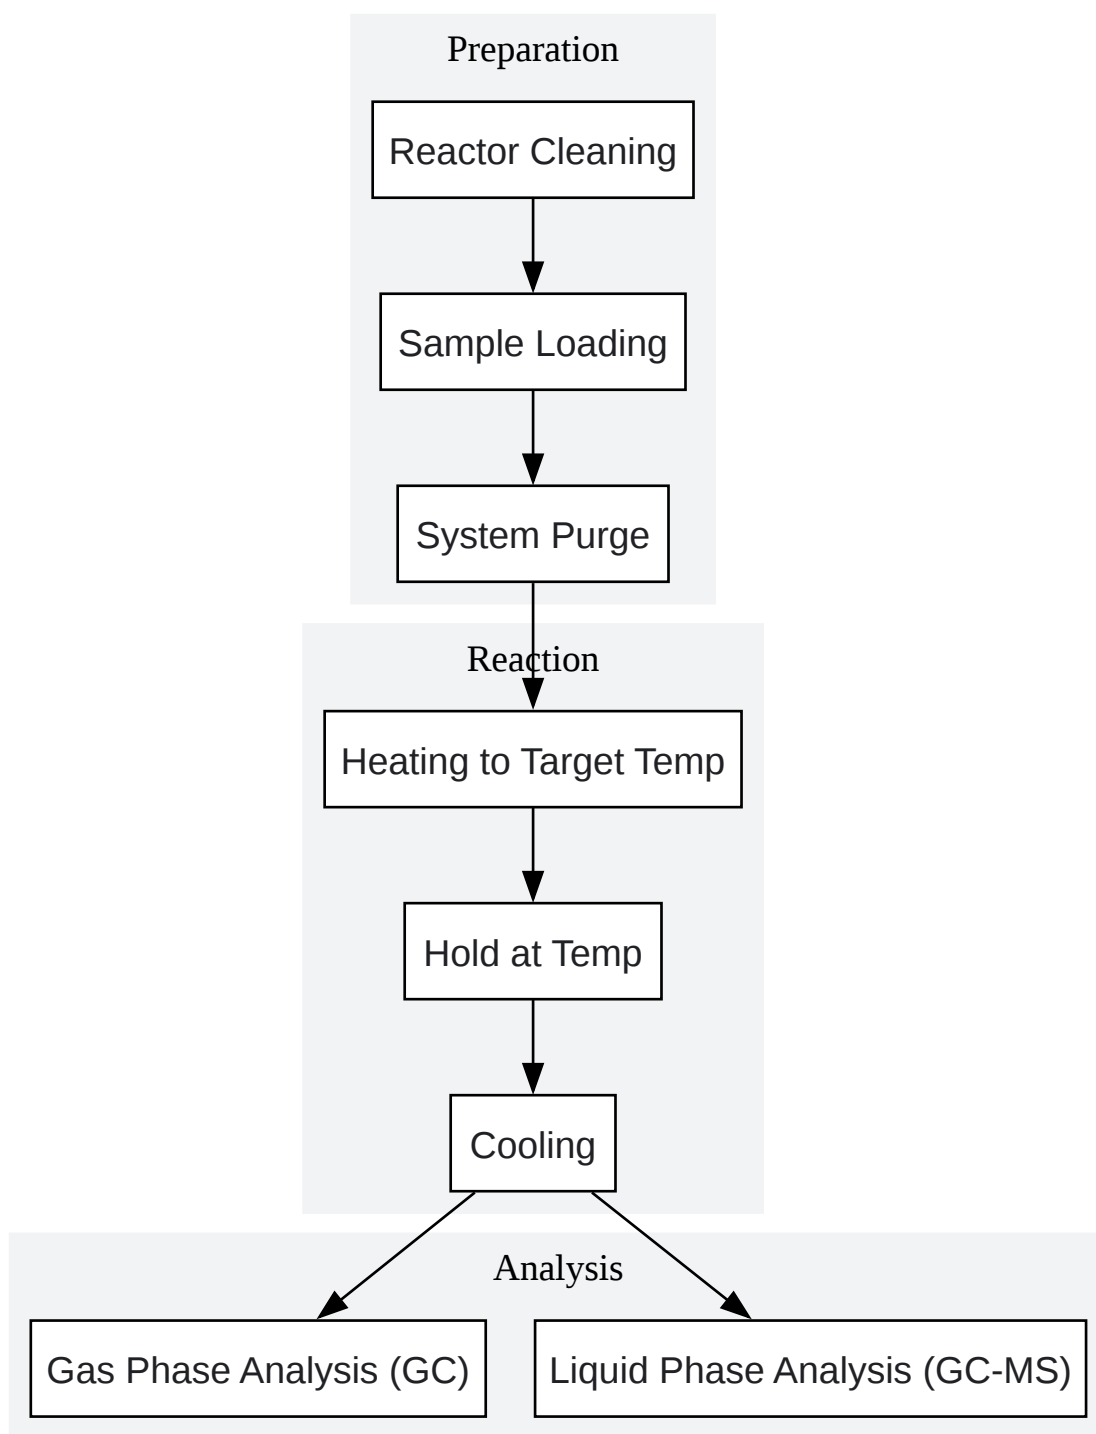 Preparation
Reactor Cleaning
Sample Loading
System Purge
Reaction
Heating to Target Temp
Hold at Temp
Cooling
Analysis
Gas Phase Analysis (GC)
Liquid Phase Analysis (GC-MS)